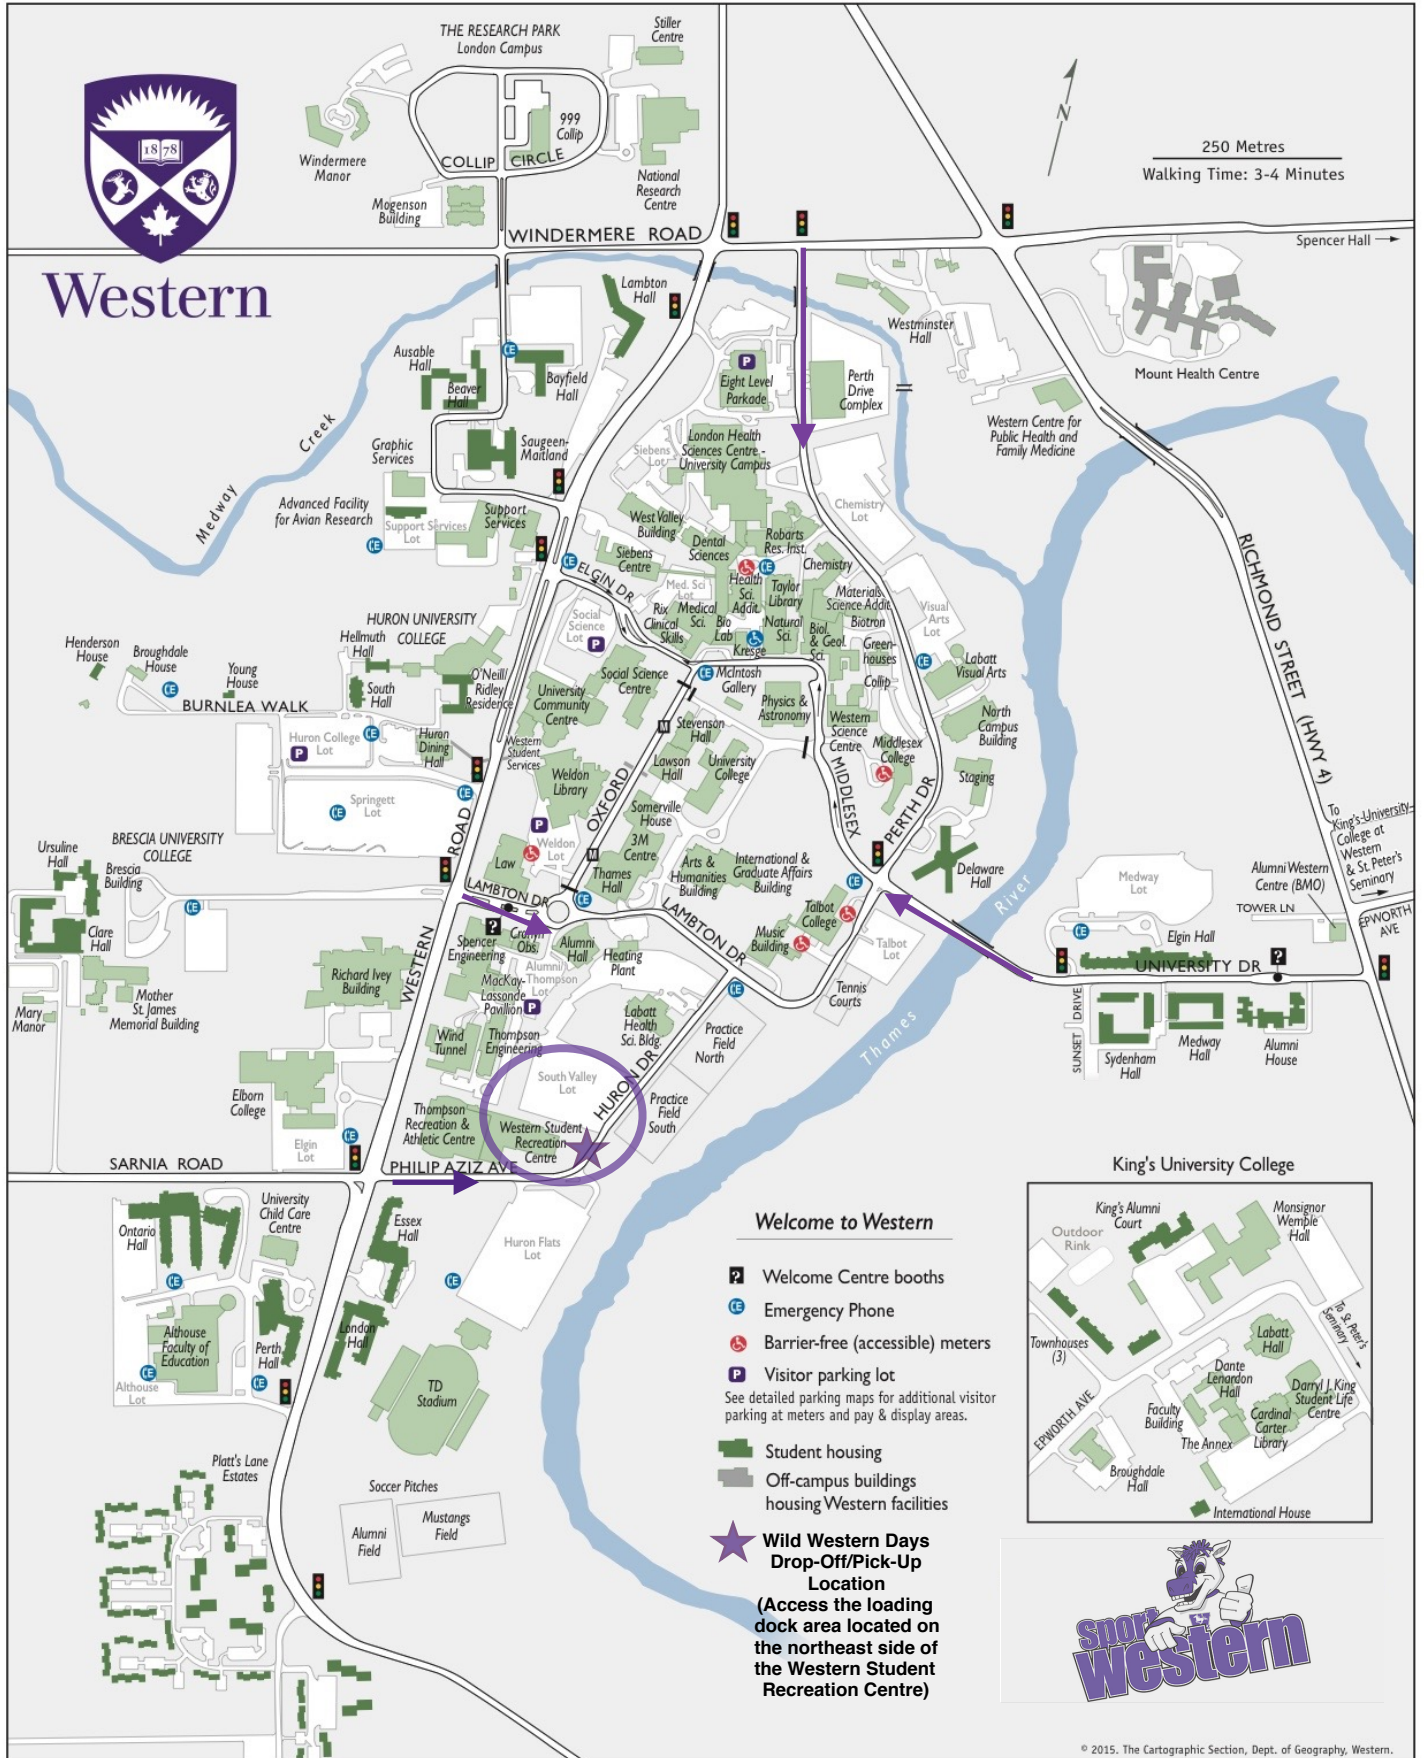 THE RESEARCH PARK
London Campus
Stiller
Centre
999
Collip
COLLIP CIRCLE
Windermere
Manor
Mogenson
Building
National
Research
Centre
N
250 Metres
Walking Time: 3-4 Minutes
1878
Western
WINDERMERE ROAD
Spencer Hall
Lambton
Hall
Westminster
Hall
Mount Health Centre
Ausable
Hall
Beaver
Hall
Bayfield
Hall
P
Eight Level
Parkade
Perth
Drive
Complex
Western Centre for
Public Health and
Family Medicine
Medway Creek
Graphic
Services
Saugeen-
Maitland
Siebens
Lot
London Health
Sciences Centre -
University Campus
Chemistry
Lot
Advanced Facility
for Avian Research
Support Services
Lot
Support
Services
West Valley
Building
Dental
Sciences
Robarts
Res. Inst.
Siebens
Centre
ELGIN DR
Med. Sci
Lot
Health
Sci.
Addit.
Taylor
Library
Chemistry
Materials
Science Addit.
Biotron
Visual
Arts
Lot
Rix
Clinical
Skills
Medical
Sci.
Bio
Lab
Natural
Sci.
Kresge
Biol.
& Geol.
Sci.
Green-
houses
Collip
Labatt
Visual Arts
RICHMOND STREET (HWY 4)
HURON UNIVERSITY
COLLEGE
Hellmuth
Hall
Social
Science
Lot
P
Henderson
House
Broughdale
House
Young
House
South
Hall
O'Neill/
Ridley
Residence
BURNLEA WALK
Social Science
Centre
McIntosh
Gallery
University
Community
Centre
Physics &
Astronomy
Western
Science
Centre
North
Campus
Building
Huron College
Lot
P
Huron
Dining
Hall
Western
Student
Services
M
Stevenson
Hall
Lawson
Hall
University
College
Middlesex
College
Staging
MIDDLESEX
PERTH DR
Springett
Lot
Weldon
Library
OXFORD
Somerville
House
P
Weldon
Lot
M
3M
Centre
Thames
Hall
Law
ROAD
BRESCIA UNIVERSITY
COLLEGE
Ursuline
Hall
Brescia
Building
Clare
Hall
Arts &
Humanities
Building
International &
Graduate Affairs
Building
Delaware
Hall
Medway
Lot
Alumni Western
Centre (BMO)
To
King's University
College at
Western
& St. Peter's
Seminary
TOWER LN
EPWORTH
AVE
LAMBTON DR
LAMBTON DR
Talbot
College
Music
Building
Talbot
Lot
River
Elgin Hall
UNIVERSITY DR
?
Spencer
Engineering
Cronyn
Obs.
Alumni
Hall
Heating
Plant
Richard Ivey
Building
WESTERN
MacKay-
Lassonde
Pavilion
Alumni/
Thompson
Lot
P
Tennis
Courts
Mary
Manor
Mother
St. James
Memorial Building
Wind
Tunnel
Thompson
Engineering
Labatt
Health
Sci. Bldg.
Practice
Field
North
Thames
SUNSET DRIVE
Sydenham
Hall
Medway
Hall
Alumni
House
Elborn
College
South Valley
Lot
HURON DR
Practice
Field
South
Elgin
Lot
Thompson
Recreation &
Athletic Centre
Western Student
Recreation
Centre
SARNIA ROAD
PHILIP AZIZ AVE
Ontario
Hall
University
Child Care
Centre
Essex
Hall
Huron Flats
Lot
Althouse
Faculty of
Education
Althouse
Lot
Perth
Hall
London
Hall
TD
Stadium
Platt's Lane
Estates
Soccer Pitches
Alumni
Field
Mustangs
Field
Welcome to Western
? Welcome Centre booths
CE Emergency Phone
Barrier-free (accessible) meters
P Visitor parking lot
See detailed parking maps for additional visitor
parking at meters and pay & display areas.
Student housing
Off-campus buildings
housing Western facilities
Wild Western Days
Drop-Off/Pick-Up
Location
(Access the loading
dock area located on
the northeast side of
the Western Student
Recreation Centre)
King's University College
King's Alumni
Court
Monsignor
Wemple
Hall
Outdoor
Rink
To St. Peter's
Seminary
Townhouses
(3)
Labatt
Hall
Dante
Lenardon
Hall
Darryl J. King
Student Life
Centre
Faculty
Building
Cardinal
Carter
Library
The Annex
EPWORTH AVE
Broughdale
Hall
International House
Sport
Western
© 2015. The Cartographic Section, Dept. of Geography, Western.